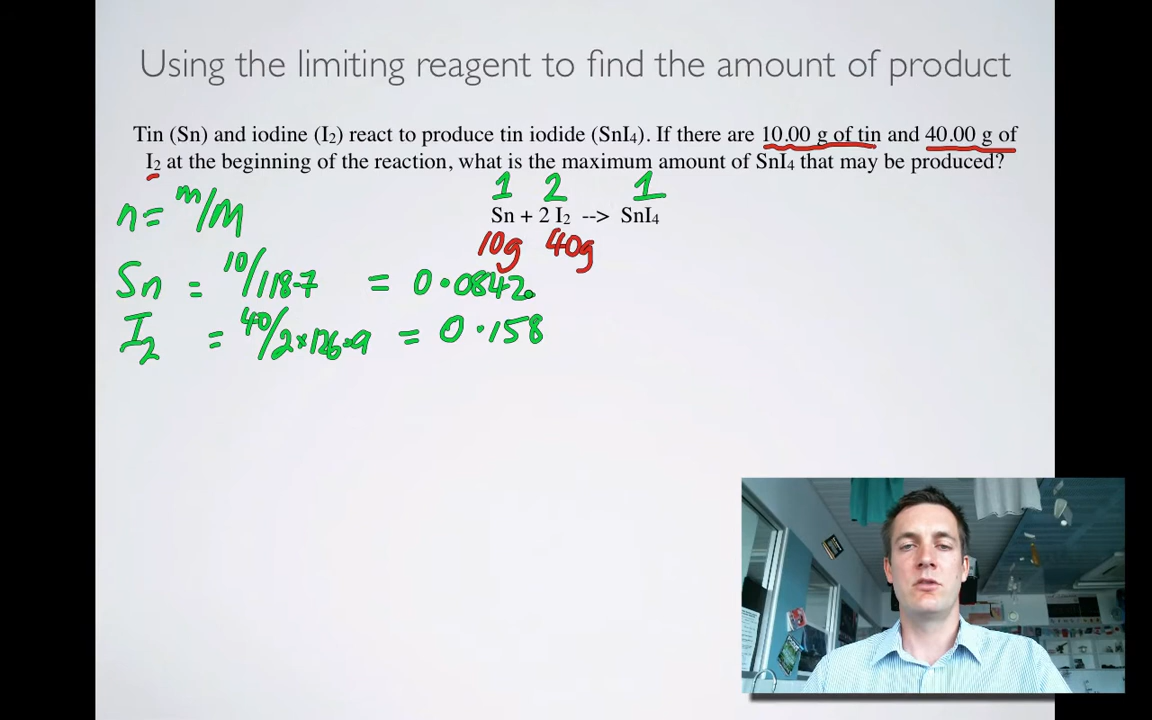 Using the limiting reagent to find the amount of product
Tin (Sn) and iodine (I2) react to produce tin iodide (SnI4). If there are 10.00 g of tin and 40.00 g of
I2 at the beginning of the reaction, what is the maximum amount of SnI4 that may be produced?
1 2 1
n= m/M
Sn + 2 I2 --> SnI4
10g 40g
Sn = 10/118.7 = 0.0842
I2 = 40/2×126.9 = 0.158